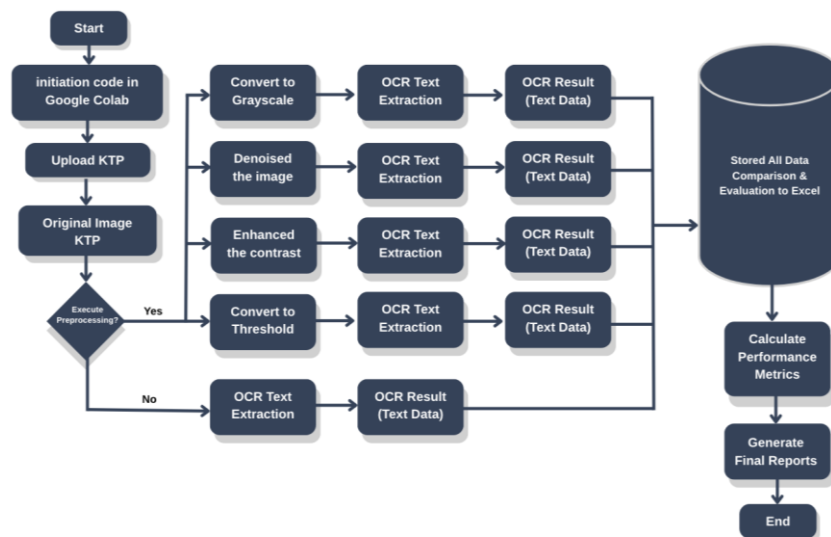 Start
initiation code in
Google Colab
Upload KTP
Original Image
KTP
Execute
Preprocessing?
Yes
No
Convert to
Grayscale
OCR Text
Extraction
OCR Result
(Text Data)
Denoised
the image
OCR Text
Extraction
OCR Result
(Text Data)
Enhanced
the contrast
OCR Text
Extraction
OCR Result
(Text Data)
Convert to
Threshold
OCR Text
Extraction
OCR Result
(Text Data)
OCR Text
Extraction
OCR Result
(Text Data)
Stored All Data
Comparison &
Evaluation to Excel
Calculate
Performance
Metrics
Generate
Final Reports
End